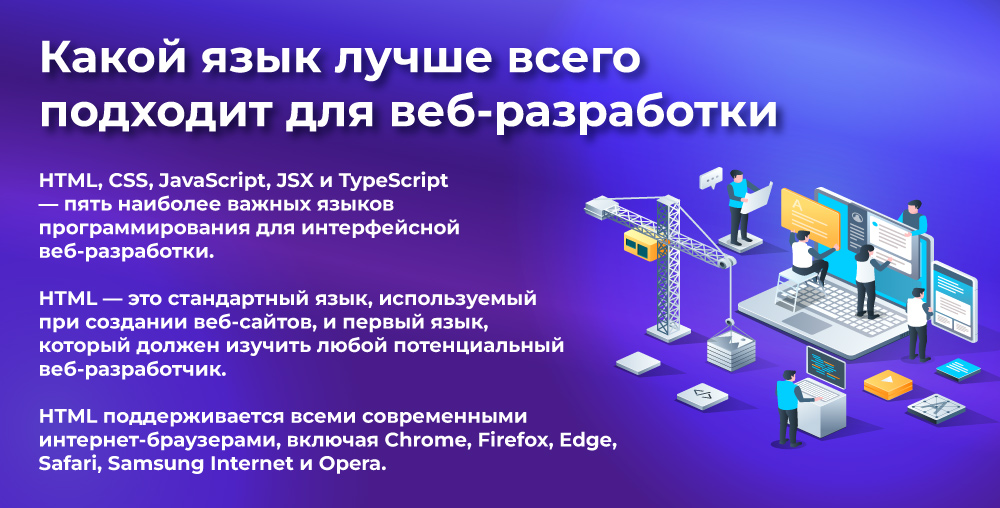 Какой язык лучше всего
подходит для веб-разработки
HTML, CSS, JavaScript, JSX и TypeScript
— пять наиболее важных языков
программирования для интерфейсной
веб-разработки.
HTML — это стандартный язык, используемый
при создании веб-сайтов, и первый язык,
который должен изучить любой потенциальный
веб-разработчик.
HTML поддерживается всеми современными
интернет-браузерами, включая Chrome, Firefox, Edge,
Safari, Samsung Internet и Opera.